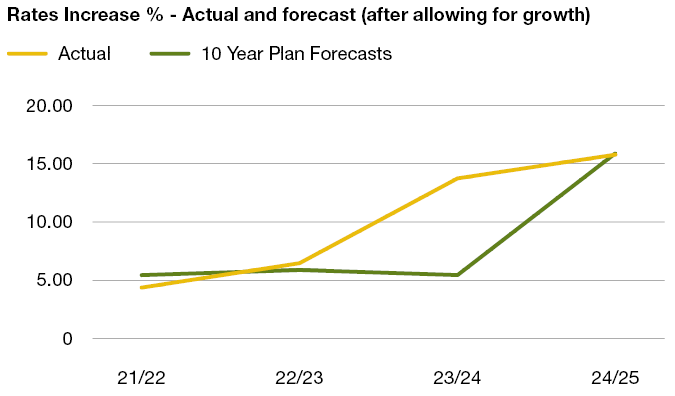 Rates Increase % - Actual and forecast (after allowing for growth)
Actual 10 Year Plan Forecasts
20.00
15.00
10.00
5.00
0
21/22 22/23 23/24 24/25